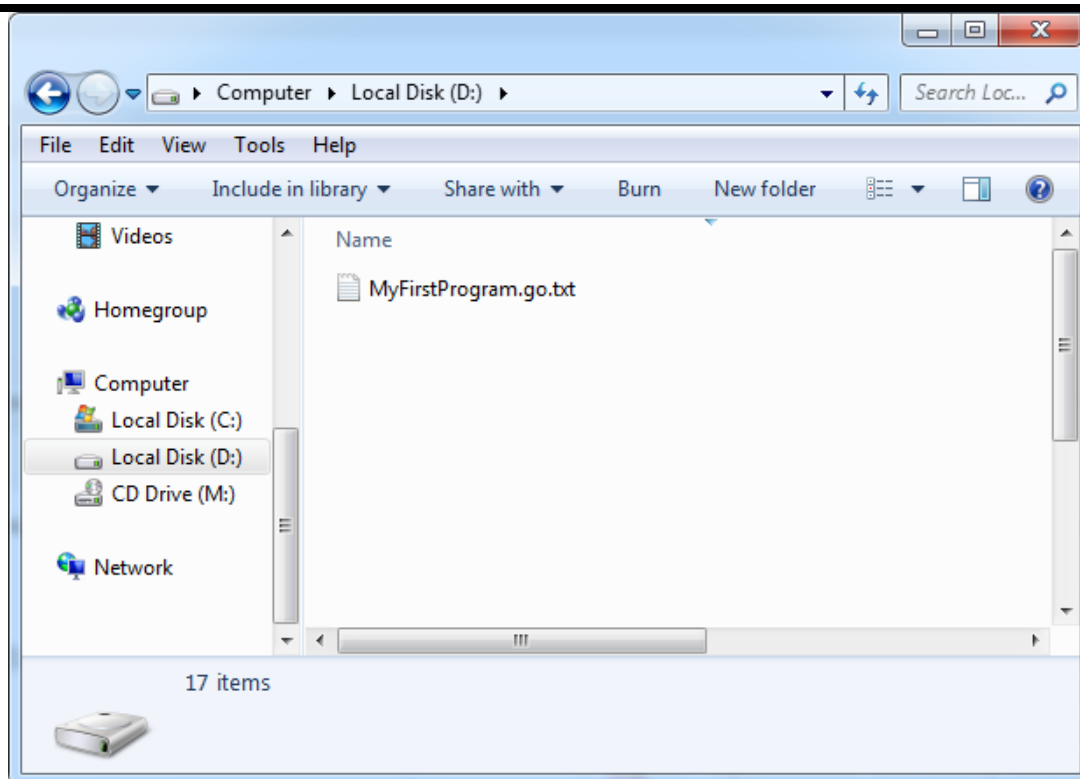 Computer Local Disk (D:)
Search Loc...
File Edit View Tools Help
Organize Include in library Share with Burn New folder
Videos
Homegroup
Computer
Local Disk (C:)
Local Disk (D:)
CD Drive (M:)
Network
Name
MyFirstProgram.go.txt
17 items